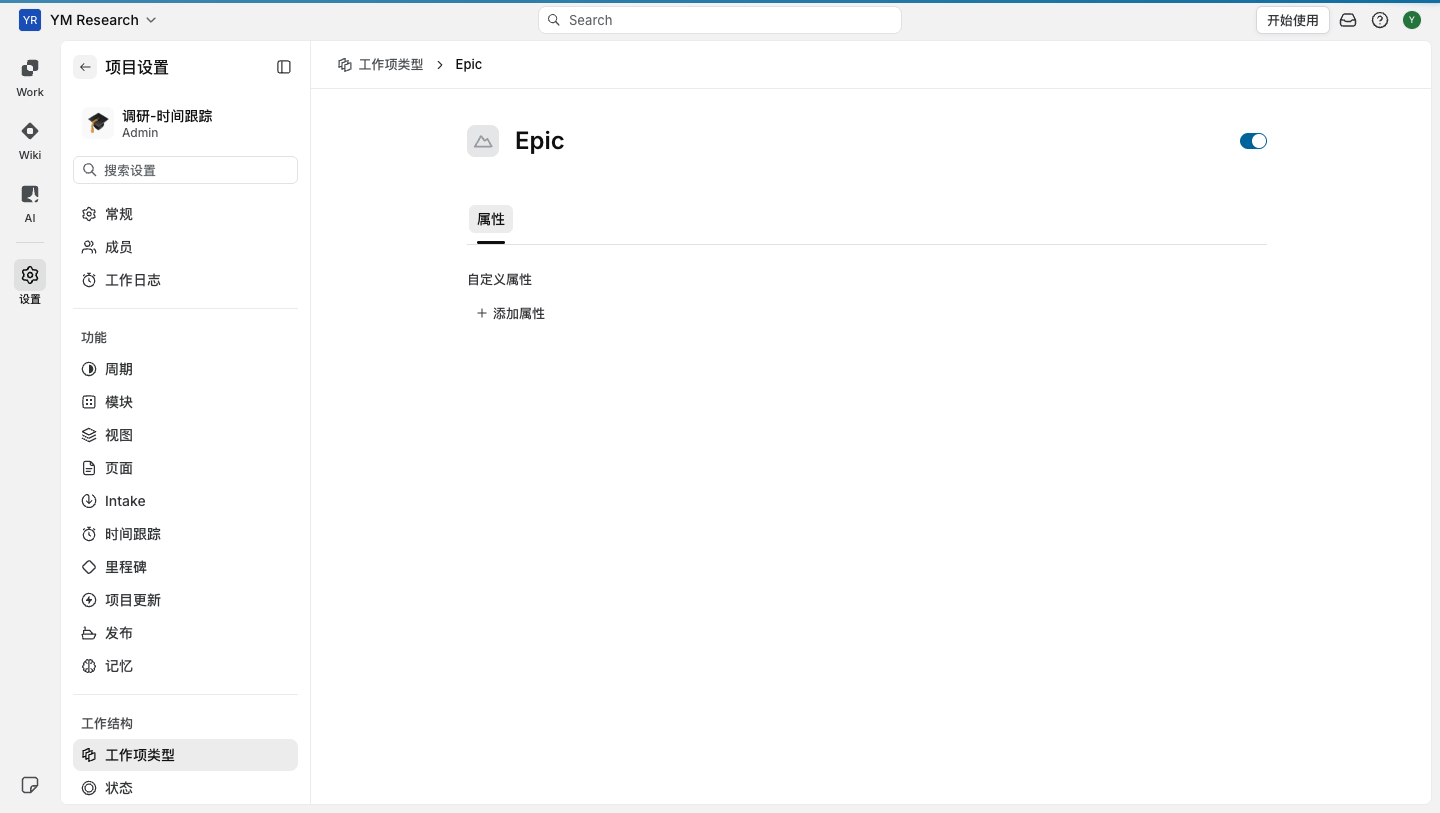 YR YM Research
Search
开始使用
Y
Work
Wiki
AI
设置
项目设置
调研-时间跟踪
Admin
搜索设置
常规
成员
工作日志
功能
周期
模块
视图
页面
Intake
时间跟踪
里程碑
项目更新
发布
记忆
工作结构
工作项类型
状态
工作项类型 > Epic
Epic
属性
自定义属性
+ 添加属性